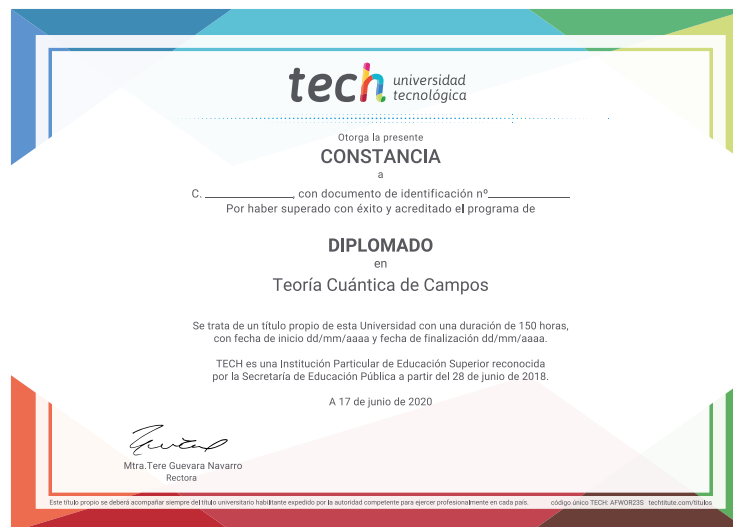 tech universidad
tecnológica
Otorga la presente
CONSTANCIA
a
C. , con documento de identificación nº
Por haber superado con éxito y acreditado el programa de
DIPLOMADO
en
Teoría Cuántica de Campos
Se trata de un título propio de esta Universidad con una duración de 150 horas,
con fecha de inicio dd/mm/aaaa y fecha de finalización dd/mm/aaaa.
TECH es una Institución Particular de Educación Superior reconocida
por la Secretaría de Educación Pública a partir del 28 de junio de 2018.
A 17 de junio de 2020
Mtra.Tere Guevara Navarro
Rectora
Este título propio se deberá acompañar siempre del título universitario habilitante expedido por la autoridad competente para ejercer profesionalmente en cada país. código único TECH: AFWOR23S techtitute.com/titulos